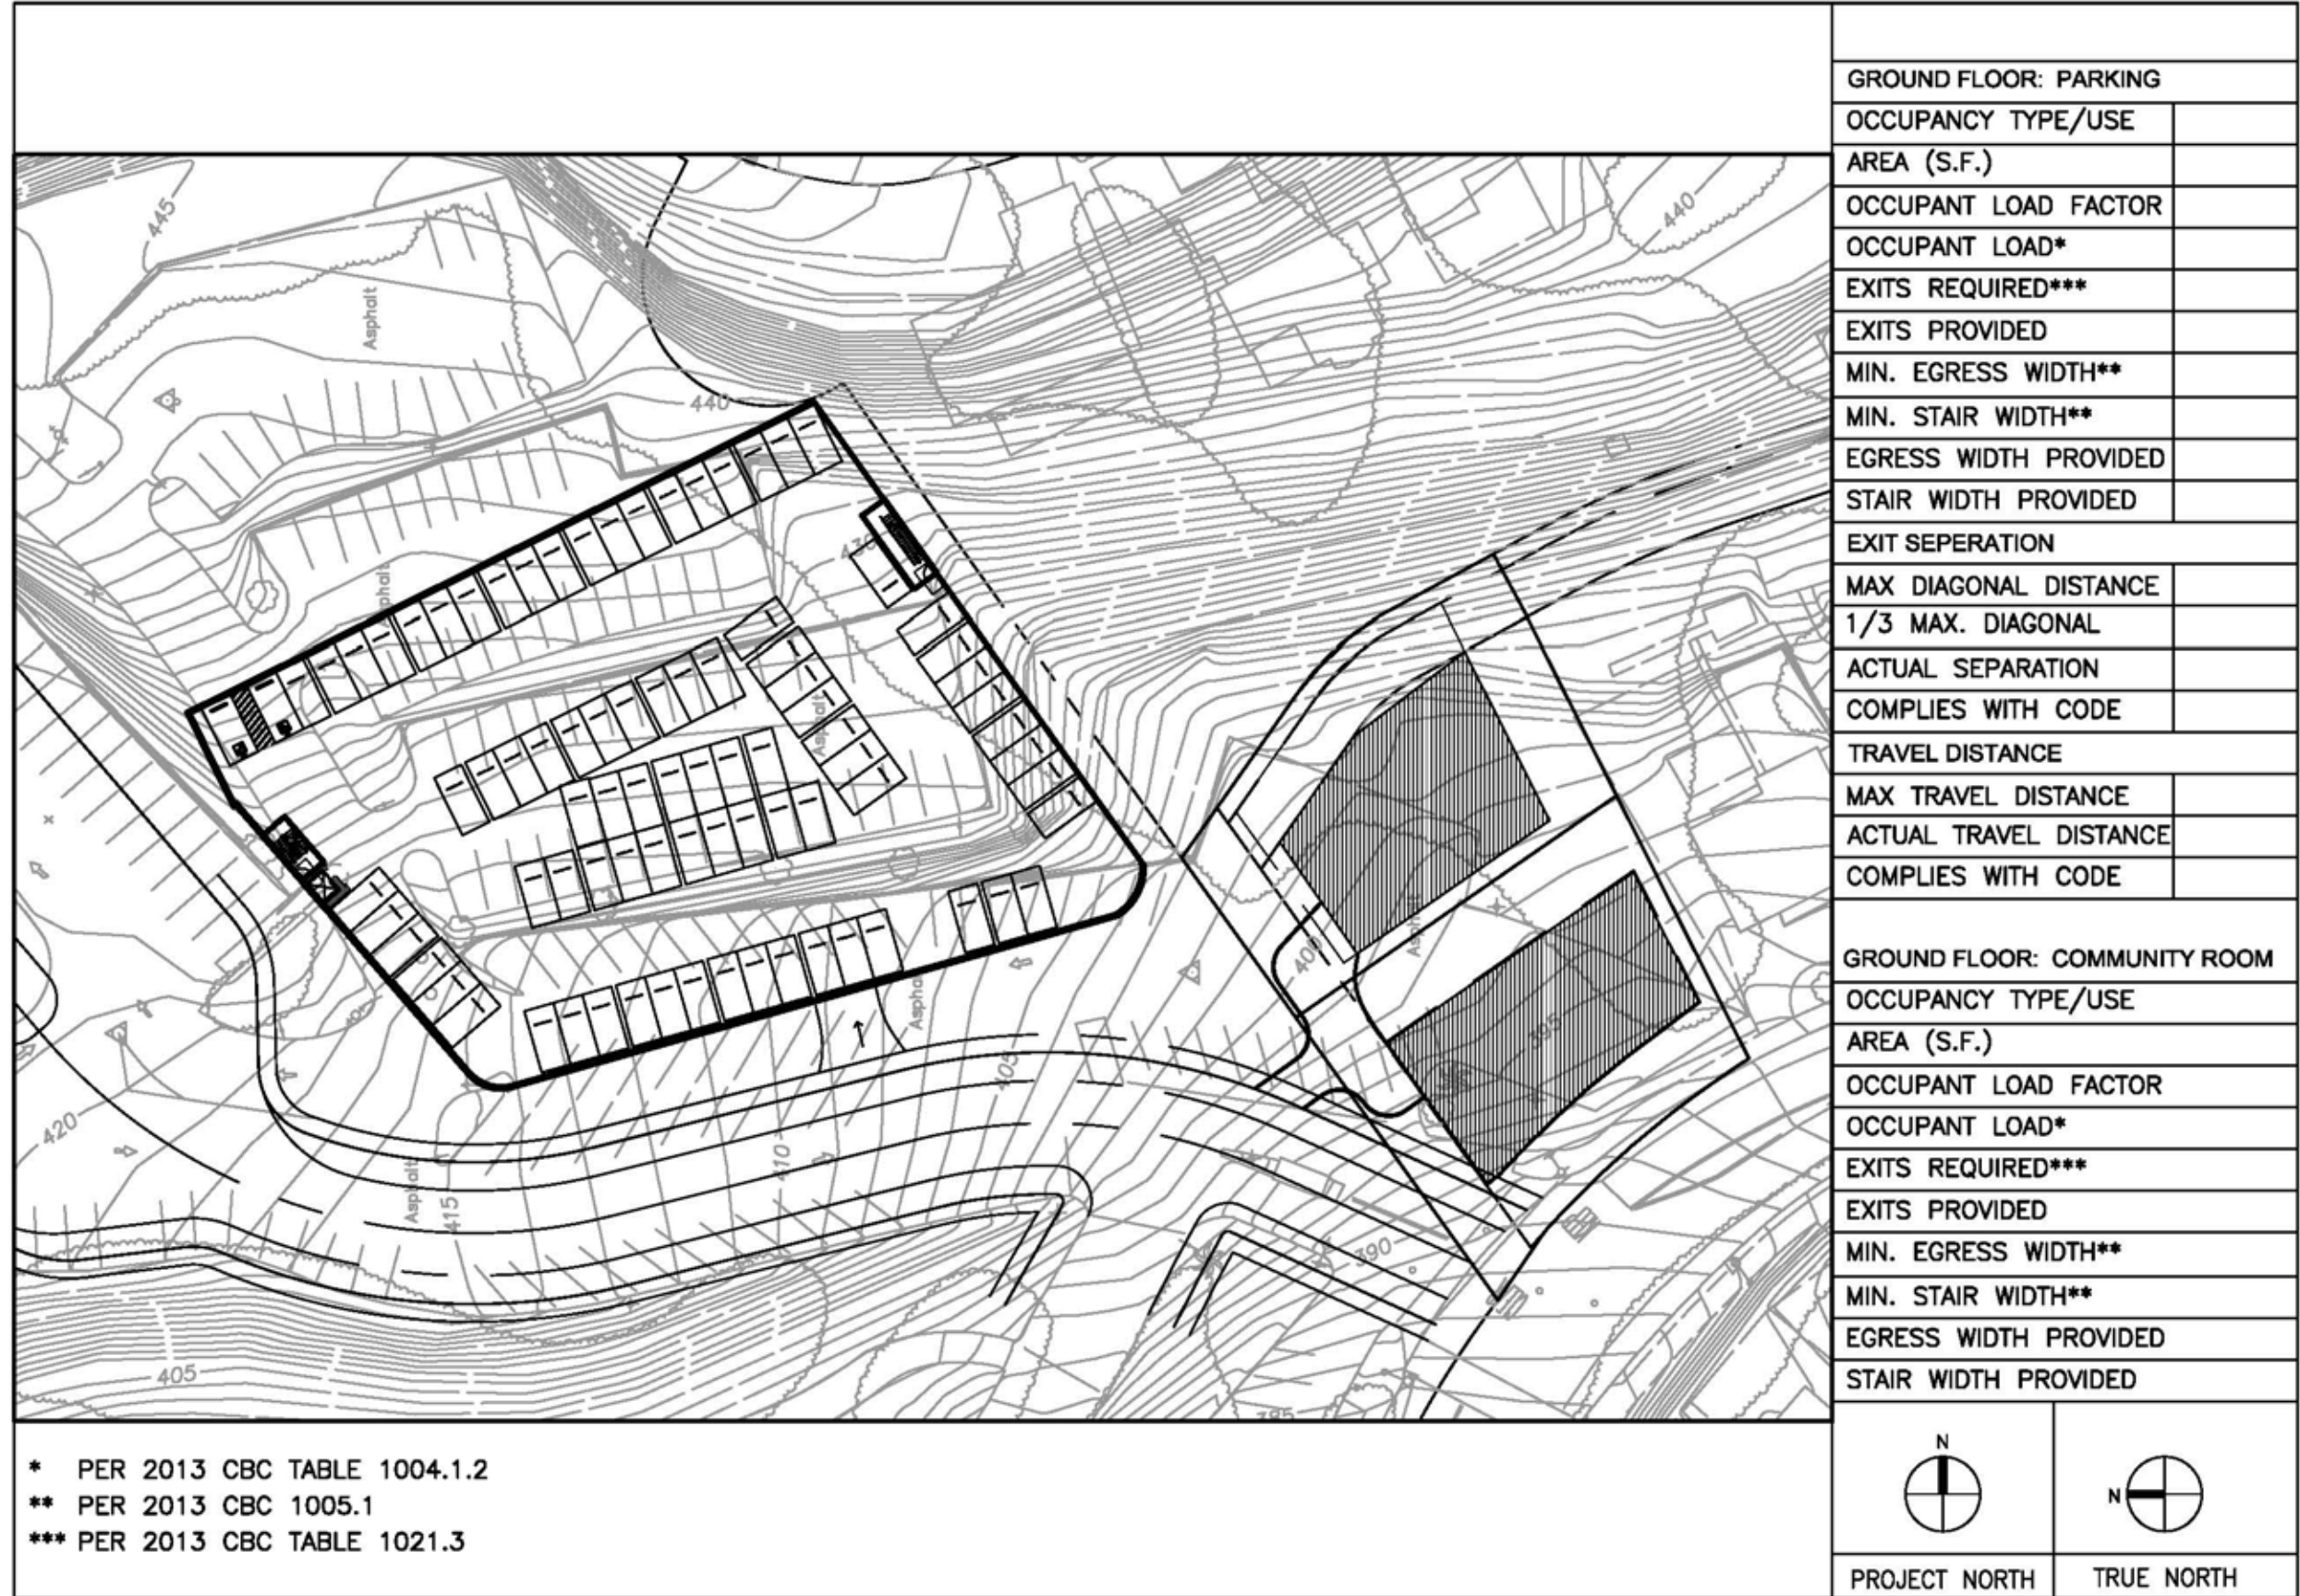 GROUND FLOOR: PARKING
OCCUPANCY TYPE/USE
AREA (S.F.)
OCCUPANT LOAD FACTOR
OCCUPANT LOAD*
EXITS REQUIRED***
EXITS PROVIDED
MIN. EGRESS WIDTH**
MIN. STAIR WIDTH**
EGRESS WIDTH PROVIDED
STAIR WIDTH PROVIDED
EXIT SEPERATION
MAX DIAGONAL DISTANCE
1/3 MAX. DIAGONAL
ACTUAL SEPARATION
COMPLIES WITH CODE
TRAVEL DISTANCE
MAX TRAVEL DISTANCE
ACTUAL TRAVEL DISTANCE
COMPLIES WITH CODE
GROUND FLOOR: COMMUNITY ROOM
OCCUPANCY TYPE/USE
AREA (S.F.)
OCCUPANT LOAD FACTOR
OCCUPANT LOAD*
EXITS REQUIRED***
EXITS PROVIDED
MIN. EGRESS WIDTH**
MIN. STAIR WIDTH**
EGRESS WIDTH PROVIDED
STAIR WIDTH PROVIDED
N
N
PROJECT NORTH
TRUE NORTH
445
440
Asphalt
440
430
Asphalt
Asphalt
400
Asphalt
395
Asphalt
405
420
410
Asphalt
415
390
405
395
* PER 2013 CBC TABLE 1004.1.2
** PER 2013 CBC 1005.1
*** PER 2013 CBC TABLE 1021.3